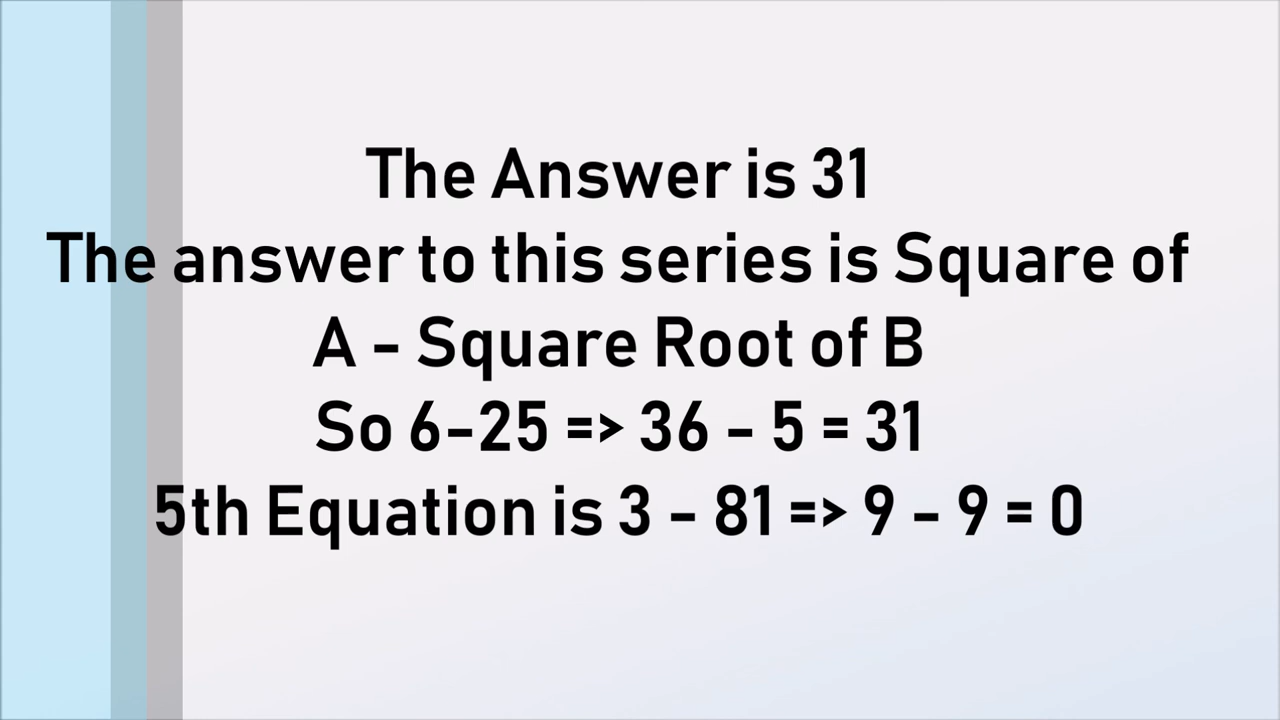 The Answer is 31
The answer to this series is Square of
A - Square Root of B
So 6-25 => 36 - 5 = 31
5th Equation is 3 - 81 => 9 - 9 = 0